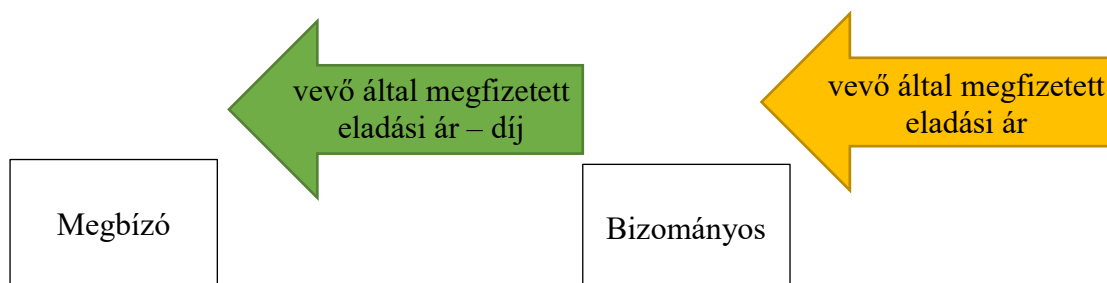 vevő által megfizetett
eladási ár – díj
vevő által megfizetett
eladási ár
Megbízó
Bizományos